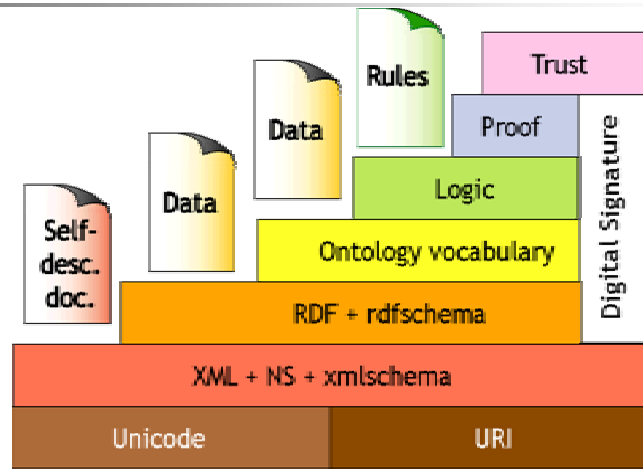 Rules
Trust
Data
Proof
Data
Logic
Self-
desc.
doc.
Ontology vocabulary
Digital Signature
RDF + rdfschema
XML + NS + xmlschema
Unicode
URI